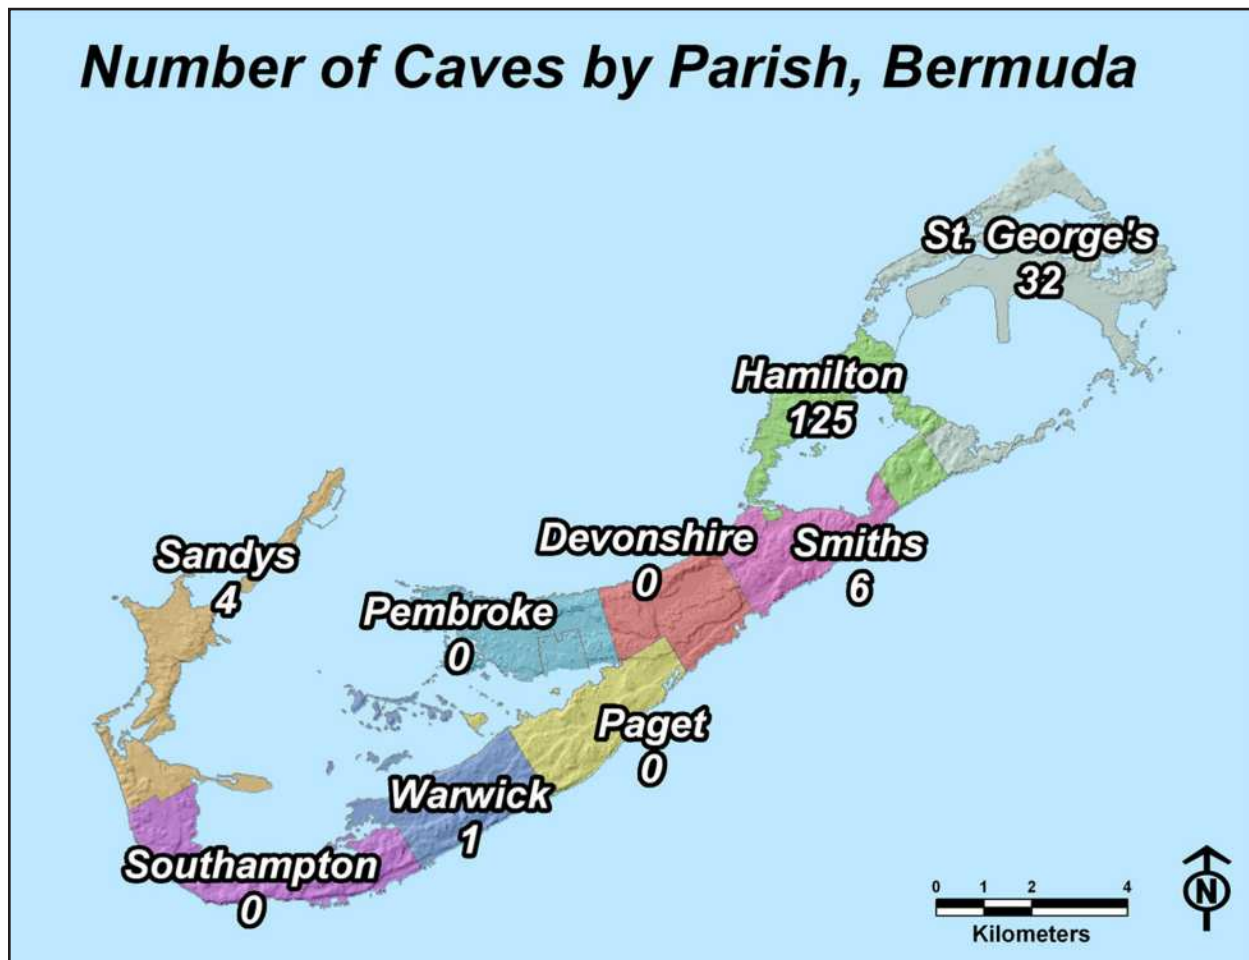 Number of Caves by Parish, Bermuda
St. George's
32
Hamilton
125
Devonshire
0
Smiths
6
Sandys
4
Pembroke
0
Paget
0
Warwick
1
Southampton
0
0 1 2 4
Kilometers
N